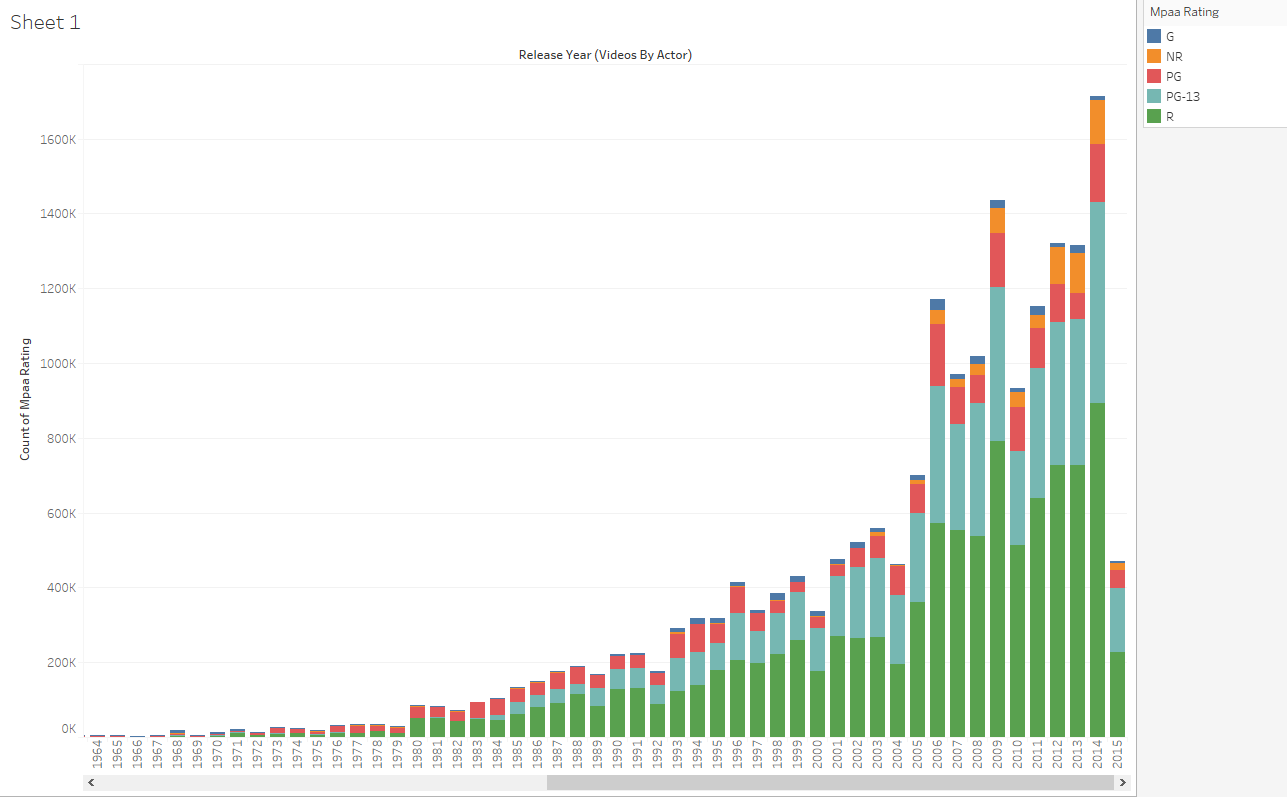 Sheet 1
Release Year (Videos By Actor)
Count of Mpaa Rating
1600K
1400K
1200K
1000K
800K
600K
400K
200K
0K
1964
1965
1966
1967
1968
1969
1970
1971
1972
1973
1974
1975
1976
1977
1978
1979
1980
1981
1982
1983
1984
1985
1986
1987
1988
1989
1990
1991
1992
1993
1994
1995
1996
1997
1998
1999
2000
2001
2002
2003
2004
2005
2006
2007
2008
2009
2010
2011
2012
2013
2014
2015
Mpaa Rating
G
NR
PG
PG-13
R